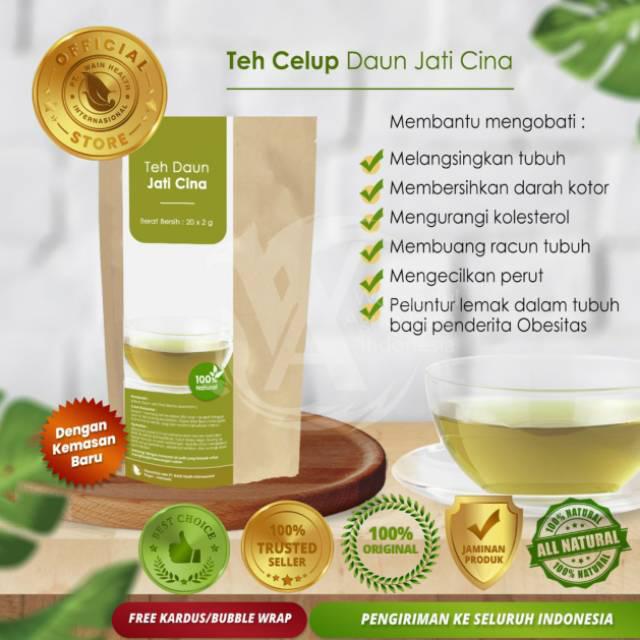 OFFICIAL
PT. WAIN HEALTH
INTERNASIONAL
STORE
Teh Celup Daun Jati Cina
Membantu mengobati :
Melangsingkan tubuh
Membersihkan darah kotor
Mengurangi kolesterol
Membuang racun tubuh
Mengecilkan perut
Peluntur lemak dalam tubuh
bagi penderita Obesitas
Teh Daun
Jati Cina
Berat Bersih : 20 x 2 g
100%
Natural
Dengan
Kemasan
Baru
BEST CHOICE
100%
TRUSTED
SELLER
100%
ORIGINAL
JAMINAN
PRODUK
100% NATURAL
ALL NATURAL
100% NATURAL
FREE KARDUS/BUBBLE WRAP
PENGIRIMAN KE SELURUH INDONESIA